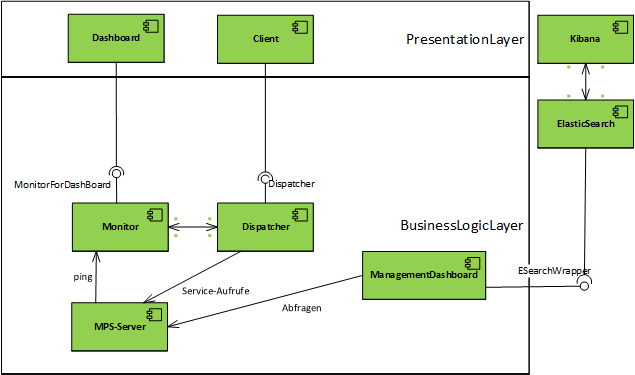 Dashboard
Client
PresentationLayer
Kibana
ElasticSearch
MonitorForDashBoard
Dispatcher
Monitor
Dispatcher
BusinessLogicLayer
ping
Service-Aufrufe
ManagementDashboard
ESearchWrapper
Abfragen
MPS-Server